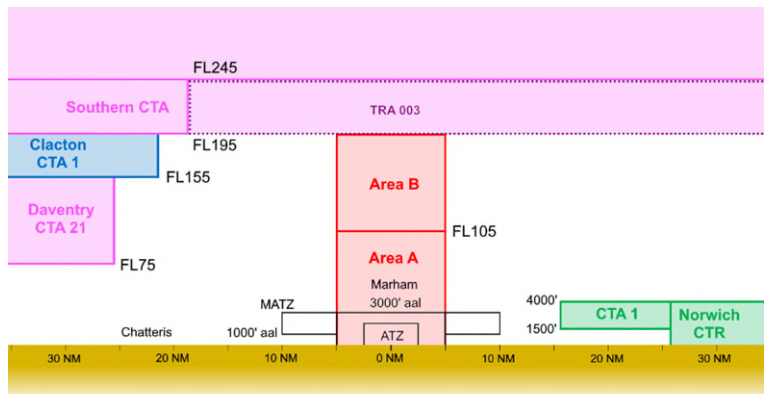 FL245
Southern CTA
TRA 003
Clacton
CTA 1
FL195
FL155
Area B
Daventry
CTA 21
FL105
Area A
FL75
Marham
MATZ
3000' aal
4000'
CTA 1
Norwich
CTR
Chatteris
1000' aal
ATZ
1500'
30 NM
20 NM
10 NM
0 NM
10 NM
20 NM
30 NM